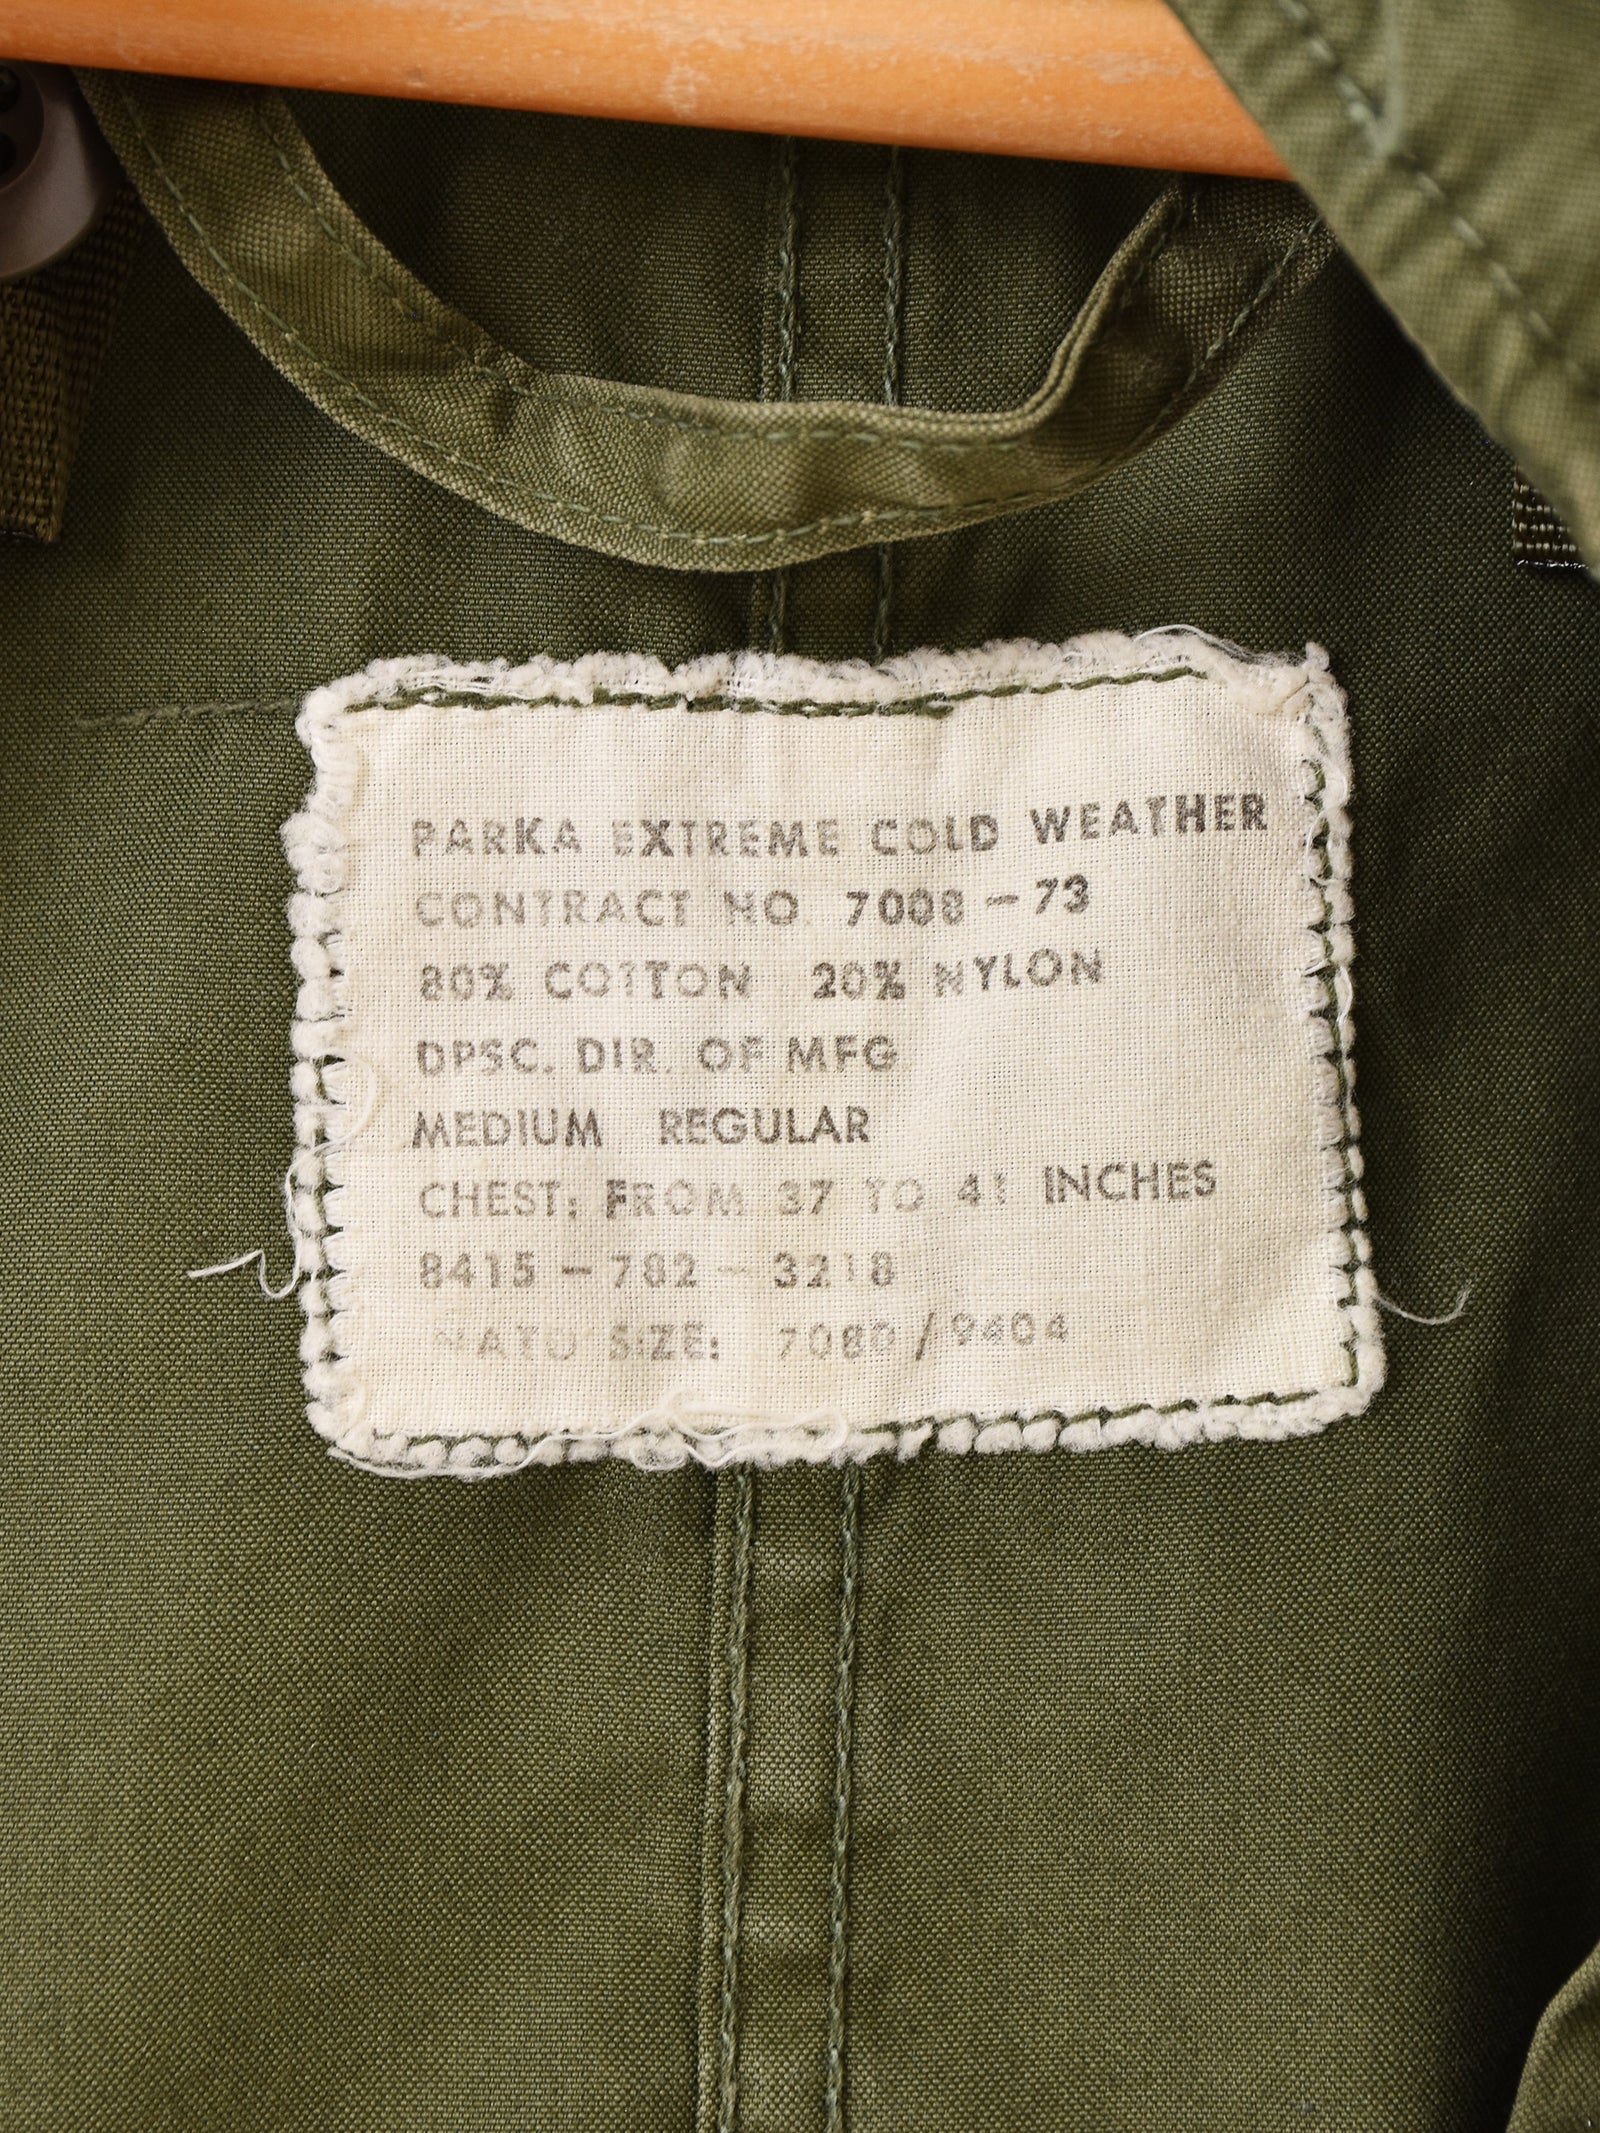 PARKA EXTREME COLD WEATHER
CONTRACT NO. 7008-73
80% COTTON 20% NYLON
DPSC. DIR. OF MFG
MEDIUM REGULAR
CHEST: FROM 37 TO 41 INCHES
8415-782-3218
NATO SIZE: 7080/9404